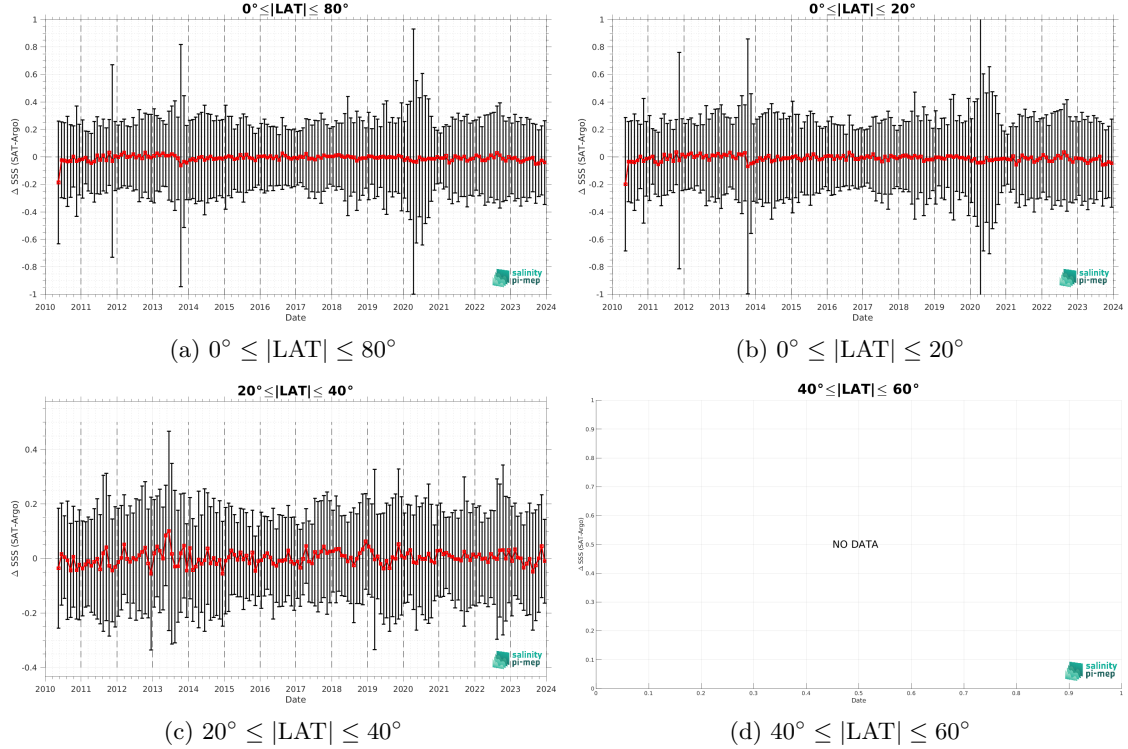 0°≤|LAT|≤ 80°
Δ SSS (SAT-Argo)
1
0.8
0.6
0.4
0.2
0
-0.2
-0.4
-0.6
-0.8
-1
2010 2011 2012 2013 2014 2015 2016 2017 2018 2019 2020 2021 2022 2023 2024
Date
salinity
pi-mep
(a) 0° ≤ |LAT| ≤ 80°
0°≤|LAT|≤ 20°
Δ SSS (SAT-Argo)
1
0.8
0.6
0.4
0.2
0
-0.2
-0.4
-0.6
-0.8
-1
2010 2011 2012 2013 2014 2015 2016 2017 2018 2019 2020 2021 2022 2023 2024
Date
salinity
pi-mep
(b) 0° ≤ |LAT| ≤ 20°
20°≤|LAT|≤ 40°
Δ SSS (SAT-Argo)
0.4
0.2
0
-0.2
-0.4
2010 2011 2012 2013 2014 2015 2016 2017 2018 2019 2020 2021 2022 2023 2024
Date
salinity
pi-mep
(c) 20° ≤ |LAT| ≤ 40°
40°≤|LAT|≤ 60°
Δ SSS (SAT-Argo)
1
0.9
0.8
0.7
0.6
0.5
0.4
0.3
0.2
0.1
0
NO DATA
0 0.1 0.2 0.3 0.4 0.5 0.6 0.7 0.8 0.9 1
Date
salinity
pi-mep
(d) 40° ≤ |LAT| ≤ 60°